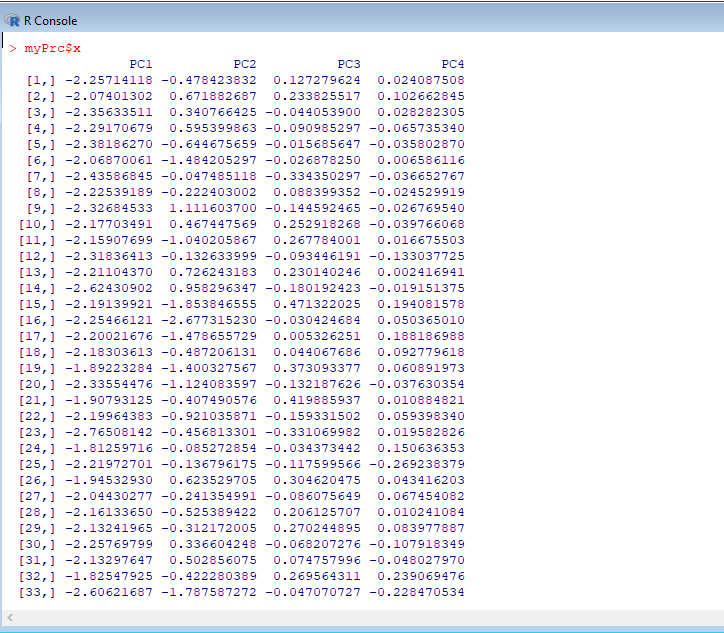 R Console
> myPrc$x
PC1 PC2 PC3 PC4
[1,] -2.25714118 -0.478423832 0.127279624 0.024087508
[2,] -2.07401302 0.671882687 0.233825517 0.102662845
[3,] -2.35633511 0.340766425 -0.044053900 0.028282305
[4,] -2.29170679 0.595399863 -0.090985297 -0.065735340
[5,] -2.38186270 -0.644675659 -0.015685647 -0.035802870
[6,] -2.06870061 -1.484205297 -0.026878250 0.006586116
[7,] -2.43586845 -0.047485118 -0.334350297 -0.036652767
[8,] -2.22539189 -0.222403002 0.088399352 -0.024529919
[9,] -2.32684533 1.111603700 -0.144592465 -0.026769540
[10,] -2.17703491 0.467447569 0.252918268 -0.039766068
[11,] -2.15907699 -1.040205867 0.267784001 0.016675503
[12,] -2.31836413 -0.132633999 -0.093446191 -0.133037725
[13,] -2.21104370 0.726243183 0.230140246 0.002416941
[14,] -2.62430902 0.958296347 -0.180192423 -0.019151375
[15,] -2.19139921 -1.853846555 0.471322025 0.194081578
[16,] -2.25466121 -2.677315230 -0.030424684 0.050365010
[17,] -2.20021676 -1.478655729 0.005326251 0.188186988
[18,] -2.18303613 -0.487206131 0.044067686 0.092779618
[19,] -1.89223284 -1.400327567 0.373093377 0.060891973
[20,] -2.33554476 -1.124083597 -0.132187626 -0.037630354
[21,] -1.90793125 -0.407490576 0.419885937 0.010884821
[22,] -2.19964383 -0.921035871 -0.159331502 0.059398340
[23,] -2.76508142 -0.456813301 -0.331069982 0.019582826
[24,] -1.81259716 -0.085272854 -0.034373442 0.150636353
[25,] -2.21972701 -0.136796175 -0.117599566 -0.269238379
[26,] -1.94532930 0.623529705 0.304620475 0.043416203
[27,] -2.04430277 -0.241354991 -0.086075649 0.067454082
[28,] -2.16133650 -0.525389422 0.206125707 0.010241084
[29,] -2.13241965 -0.312172005 0.270244895 0.083977887
[30,] -2.25769799 0.336604248 -0.068207276 -0.107918349
[31,] -2.13297647 0.502856075 0.074757996 -0.048027970
[32,] -1.82547925 -0.422280389 0.269564311 0.239069476
[33,] -2.60621687 -1.787587272 -0.047070727 -0.228470534